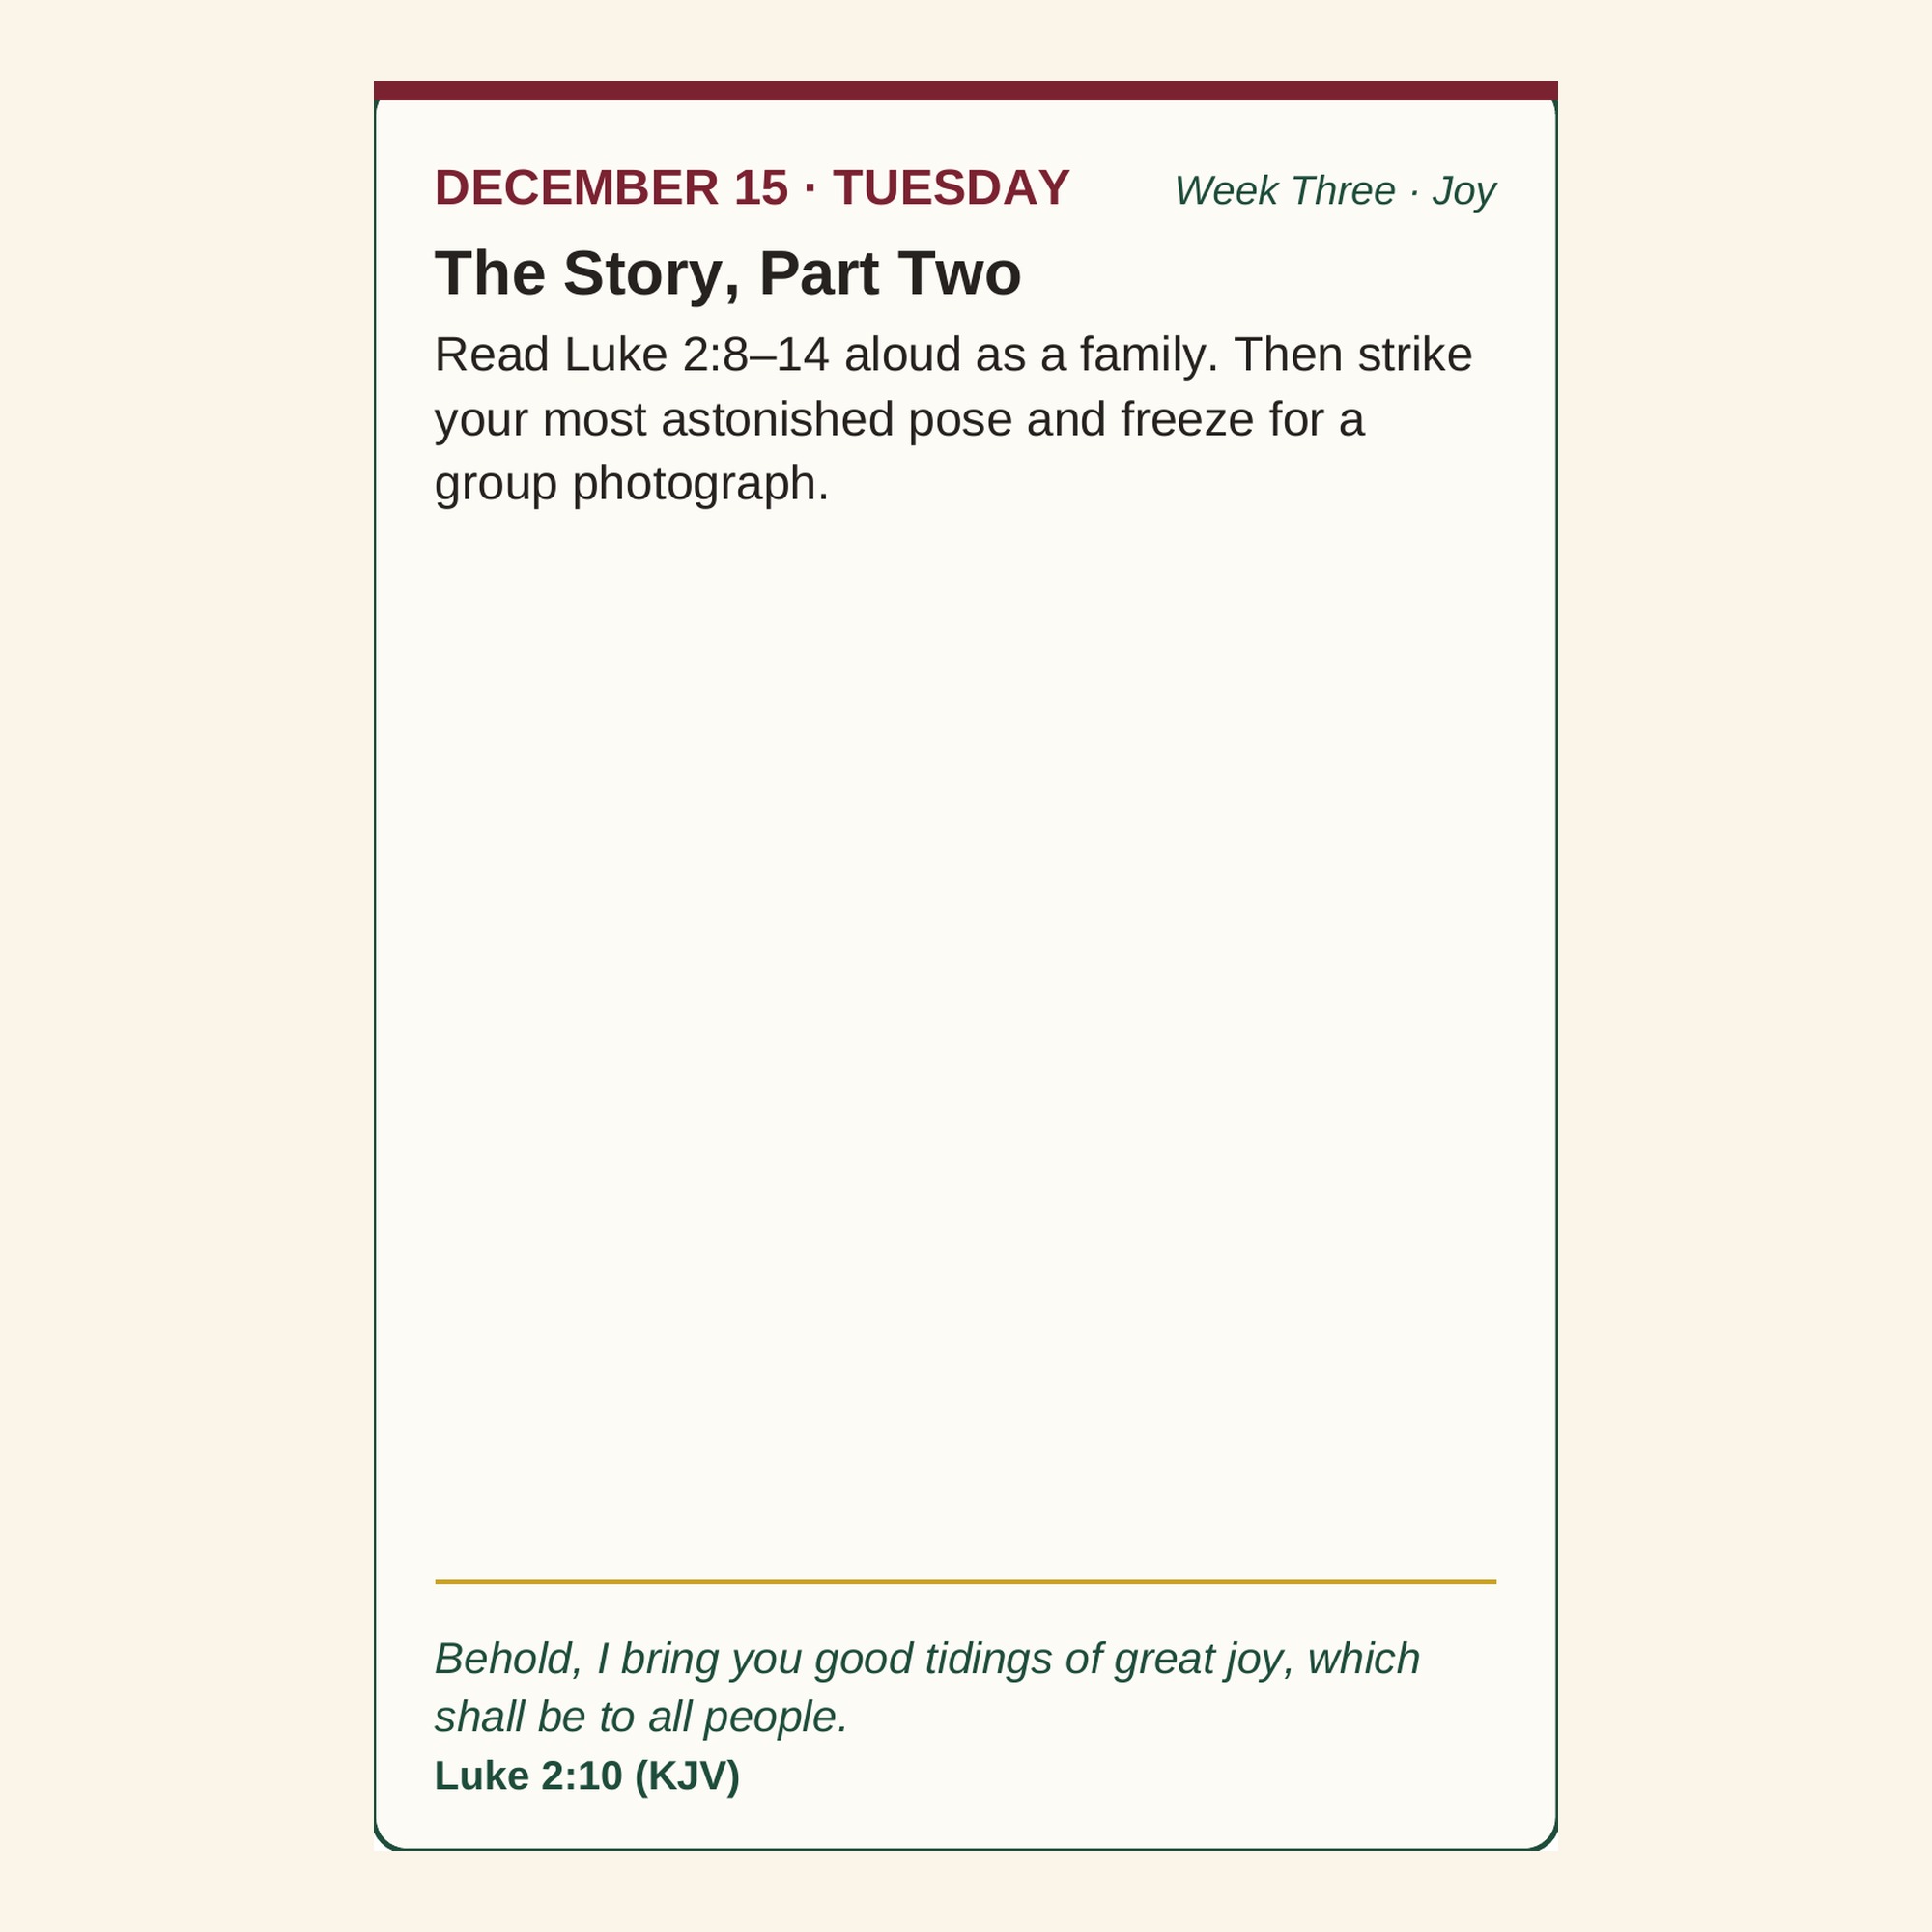 DECEMBER 15 · TUESDAY
Week Three · Joy
The Story, Part Two
Read Luke 2:8–14 aloud as a family. Then strike
your most astonished pose and freeze for a
group photograph.
Behold, I bring you good tidings of great joy, which
shall be to all people.
Luke 2:10 (KJV)